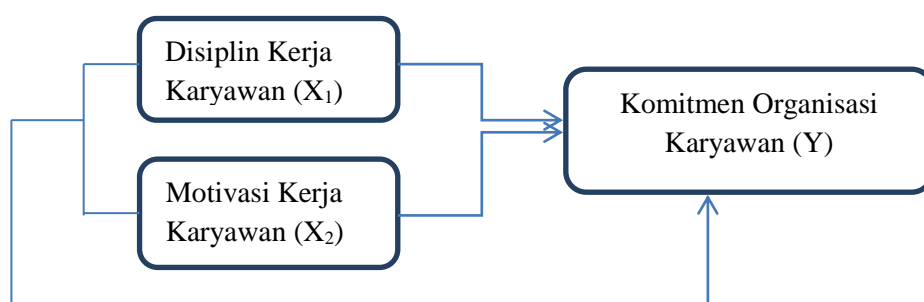 Disiplin Kerja
Karyawan (X₁)
Komitmen Organisasi
Karyawan (Y)
Motivasi Kerja
Karyawan (X₂)